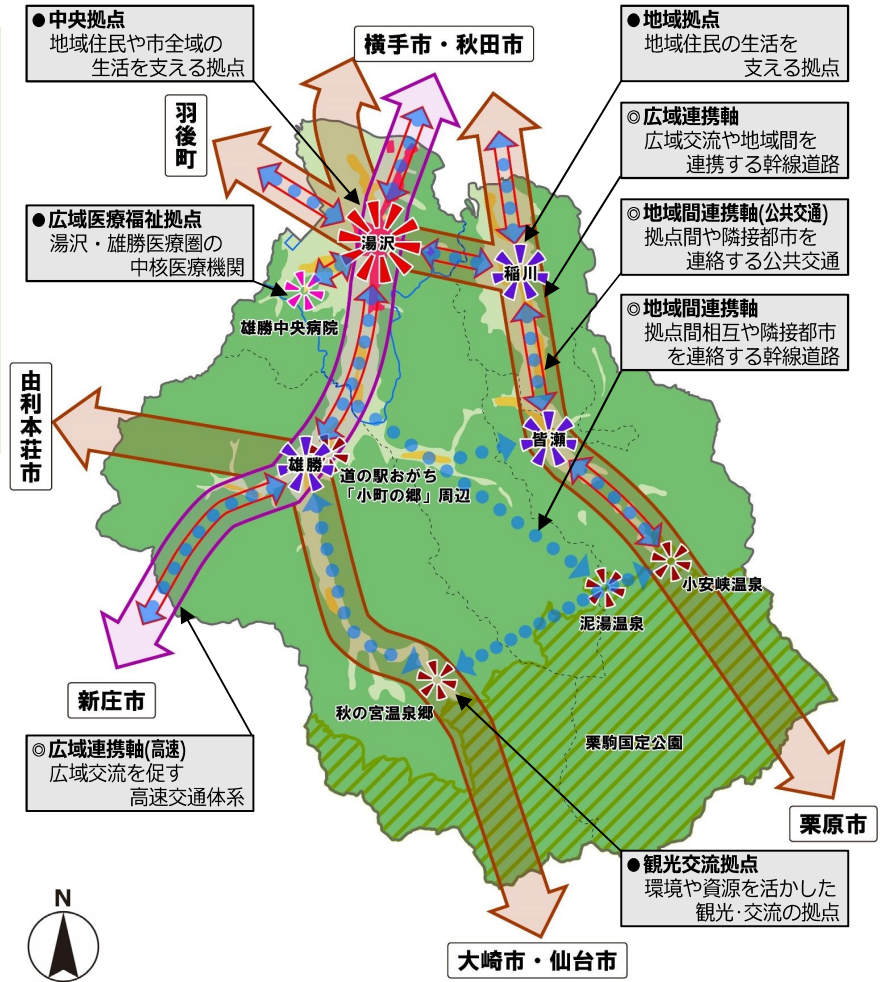 ●中央拠点
地域住民や市全域の
生活を支える拠点
横手市・秋田市
●地域拠点
地域住民の生活を
支える拠点
羽後町
◎広域連携軸
広域交流や地域間を
連携する幹線道路
●広域医療福祉拠点
湯沢・雄勝医療圏の
中核医療機関
◎地域間連携軸(公共交通)
拠点間や隣接都市を
連絡する公共交通
湯沢
稲川
雄勝中央病院
◎地域間連携軸
拠点間相互や隣接都市
を連絡する幹線道路
由利本荘市
皆瀬
雄勝
道の駅おがち
「小町の郷」周辺
小安峡温泉
泥湯温泉
新庄市
秋の宮温泉郷
栗駒国定公園
◎広域連携軸(高速)
広域交流を促す
高速交通体系
栗原市
●観光交流拠点
環境や資源を活かした
観光・交流の拠点
N
大崎市・仙台市